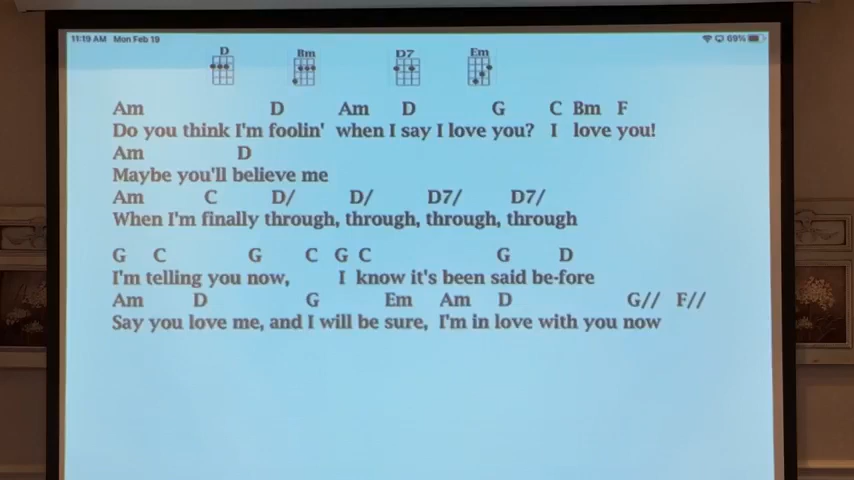 11:19 AM Mon Feb 19
69%
D Bm D7 Em
Am D Am D G C Bm F
Do you think I'm foolin' when I say I love you? I love you!
Am D
Maybe you'll believe me
Am C D/ D/ D7/ D7/
When I'm finally through, through, through, through
G C G C G C G D
I'm telling you now, I know it's been said be-fore
Am D G Em Am D G// F//
Say you love me, and I will be sure, I'm in love with you now